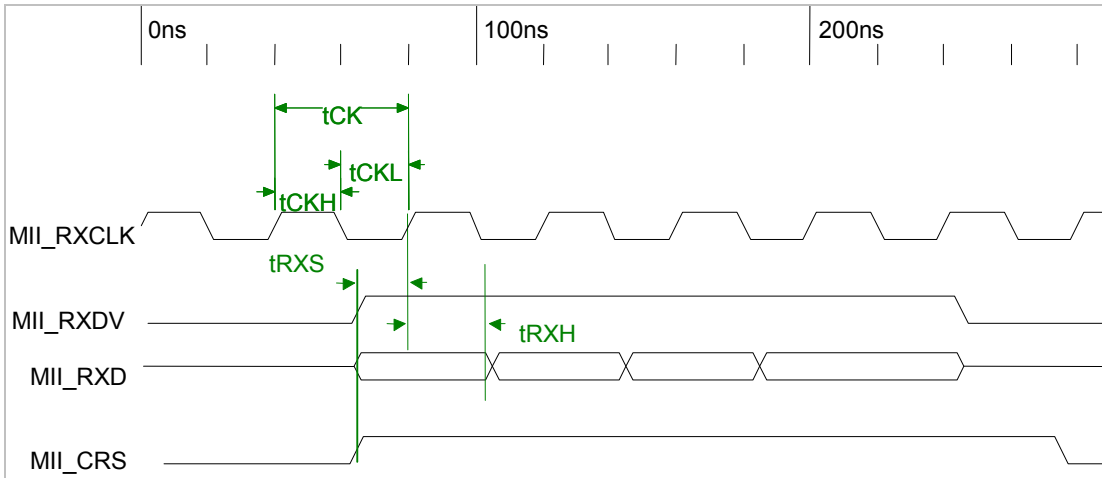 0ns
100ns
200ns
tCK
tCKL
tCKH
MII_RXCLK
tRXS
MII_RXDV
tRXH
MII_RXD
MII_CRS